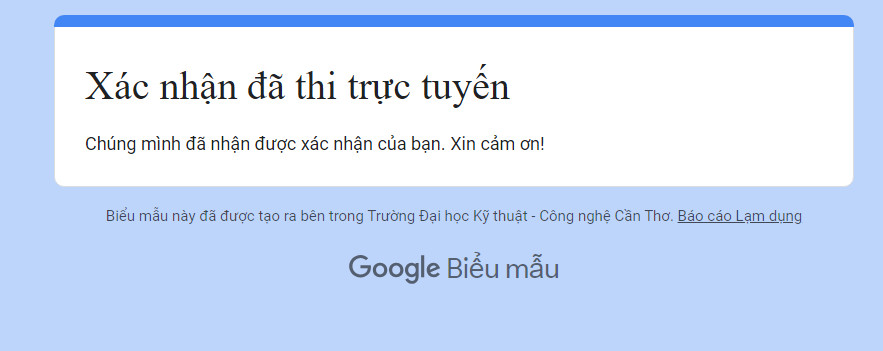 Xác nhận đã thi trực tuyến
Chúng mình đã nhận được xác nhận của bạn. Xin cảm ơn!
Biểu mẫu này đã được tạo ra bên trong Trường Đại học Kỹ thuật - Công nghệ Cần Thơ. Báo cáo Lạm dụng
Google Biểu mẫu